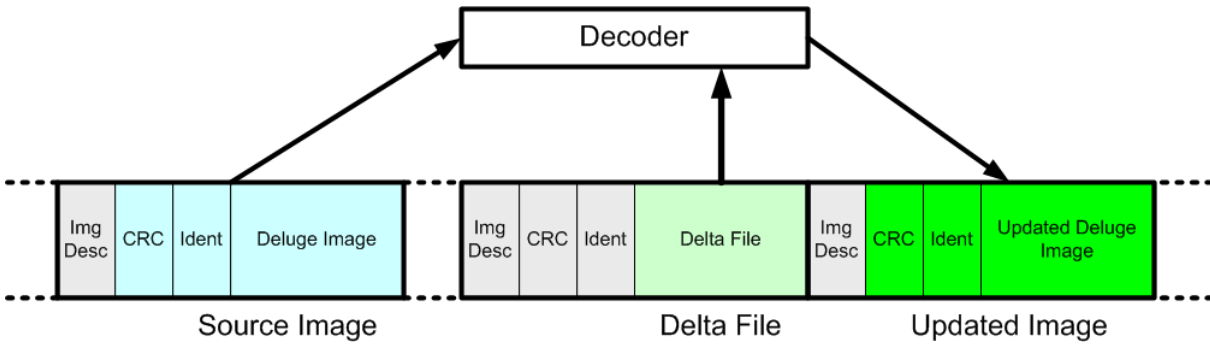 Decoder
Img
Desc
CRC
Ident
Deluge Image
Img
Desc
CRC
Ident
Delta File
Img
Desc
CRC
Ident
Updated Deluge
Image
Source Image
Delta File
Updated Image